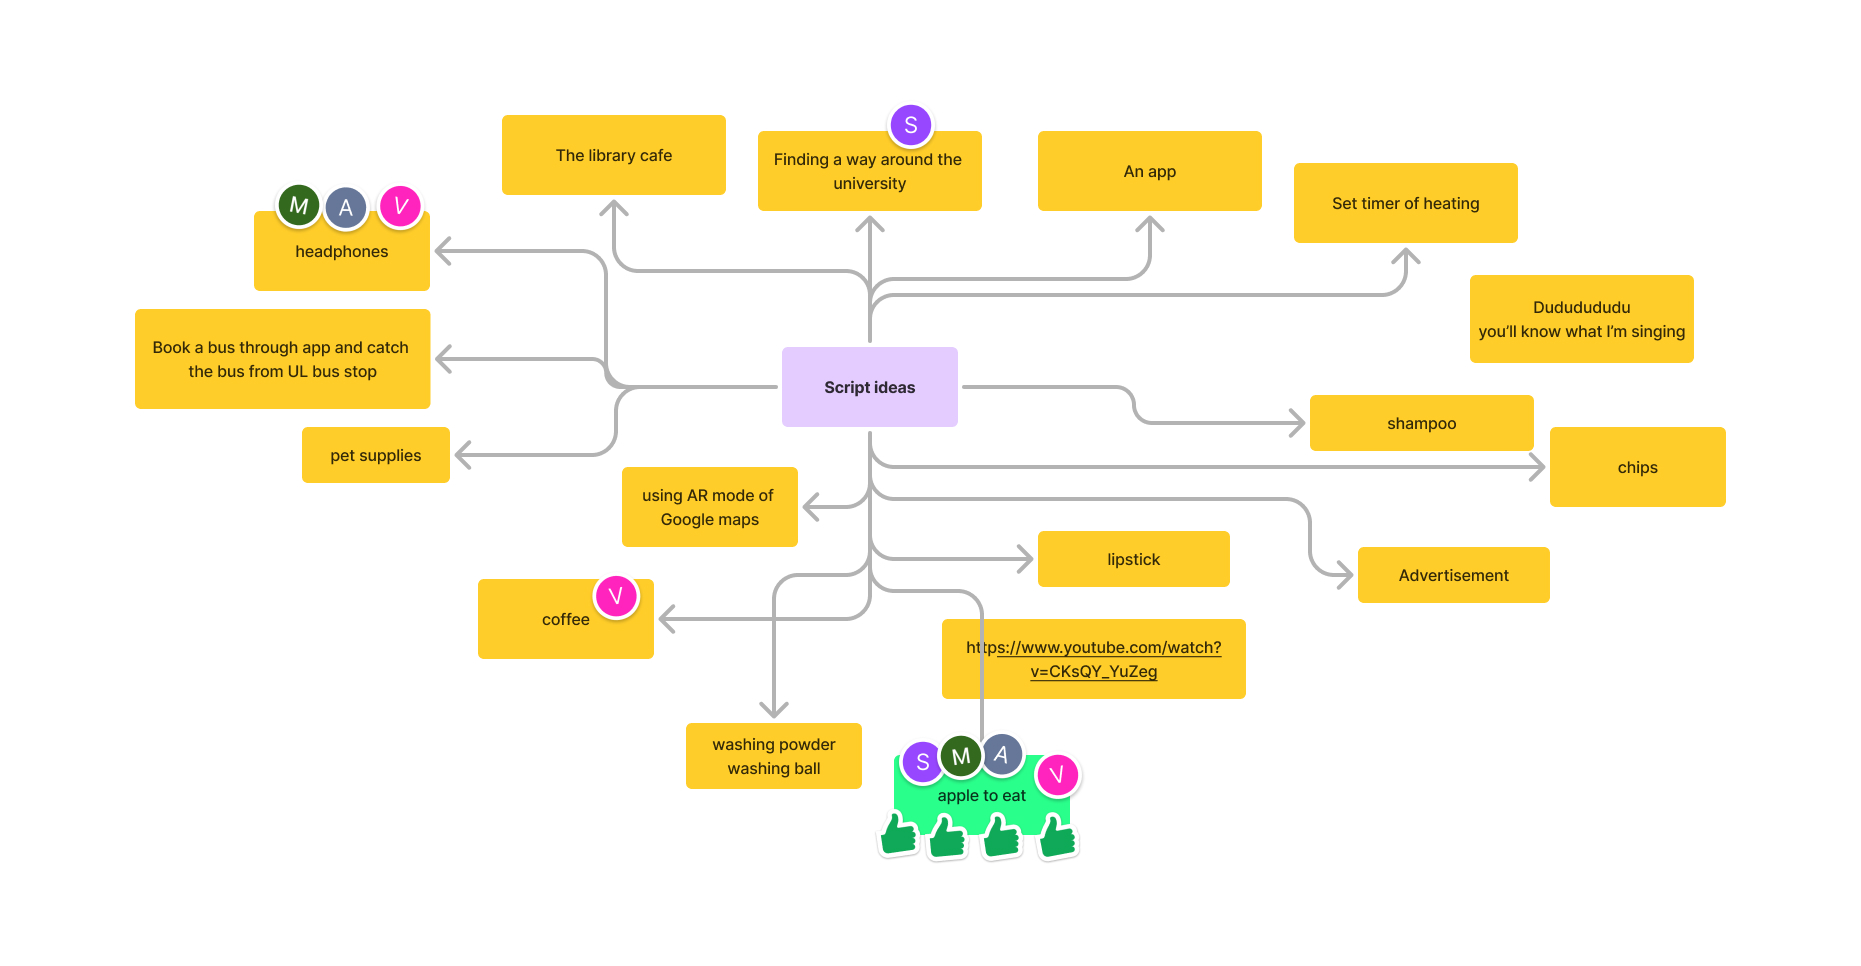 S
The library cafe
Finding a way around the
university
An app
Set timer of heating
M
A
V
headphones
Dudududududu
you'll know what I'm singing
Book a bus through app and catch
the bus from UL bus stop
Script ideas
shampoo
pet supplies
chips
using AR mode of
Google maps
lipstick
Advertisement
V
coffee
https://www.youtube.com/watch?
v=CKsQY_YuZeg
washing powder
washing ball
S
M
A
V
apple to eat